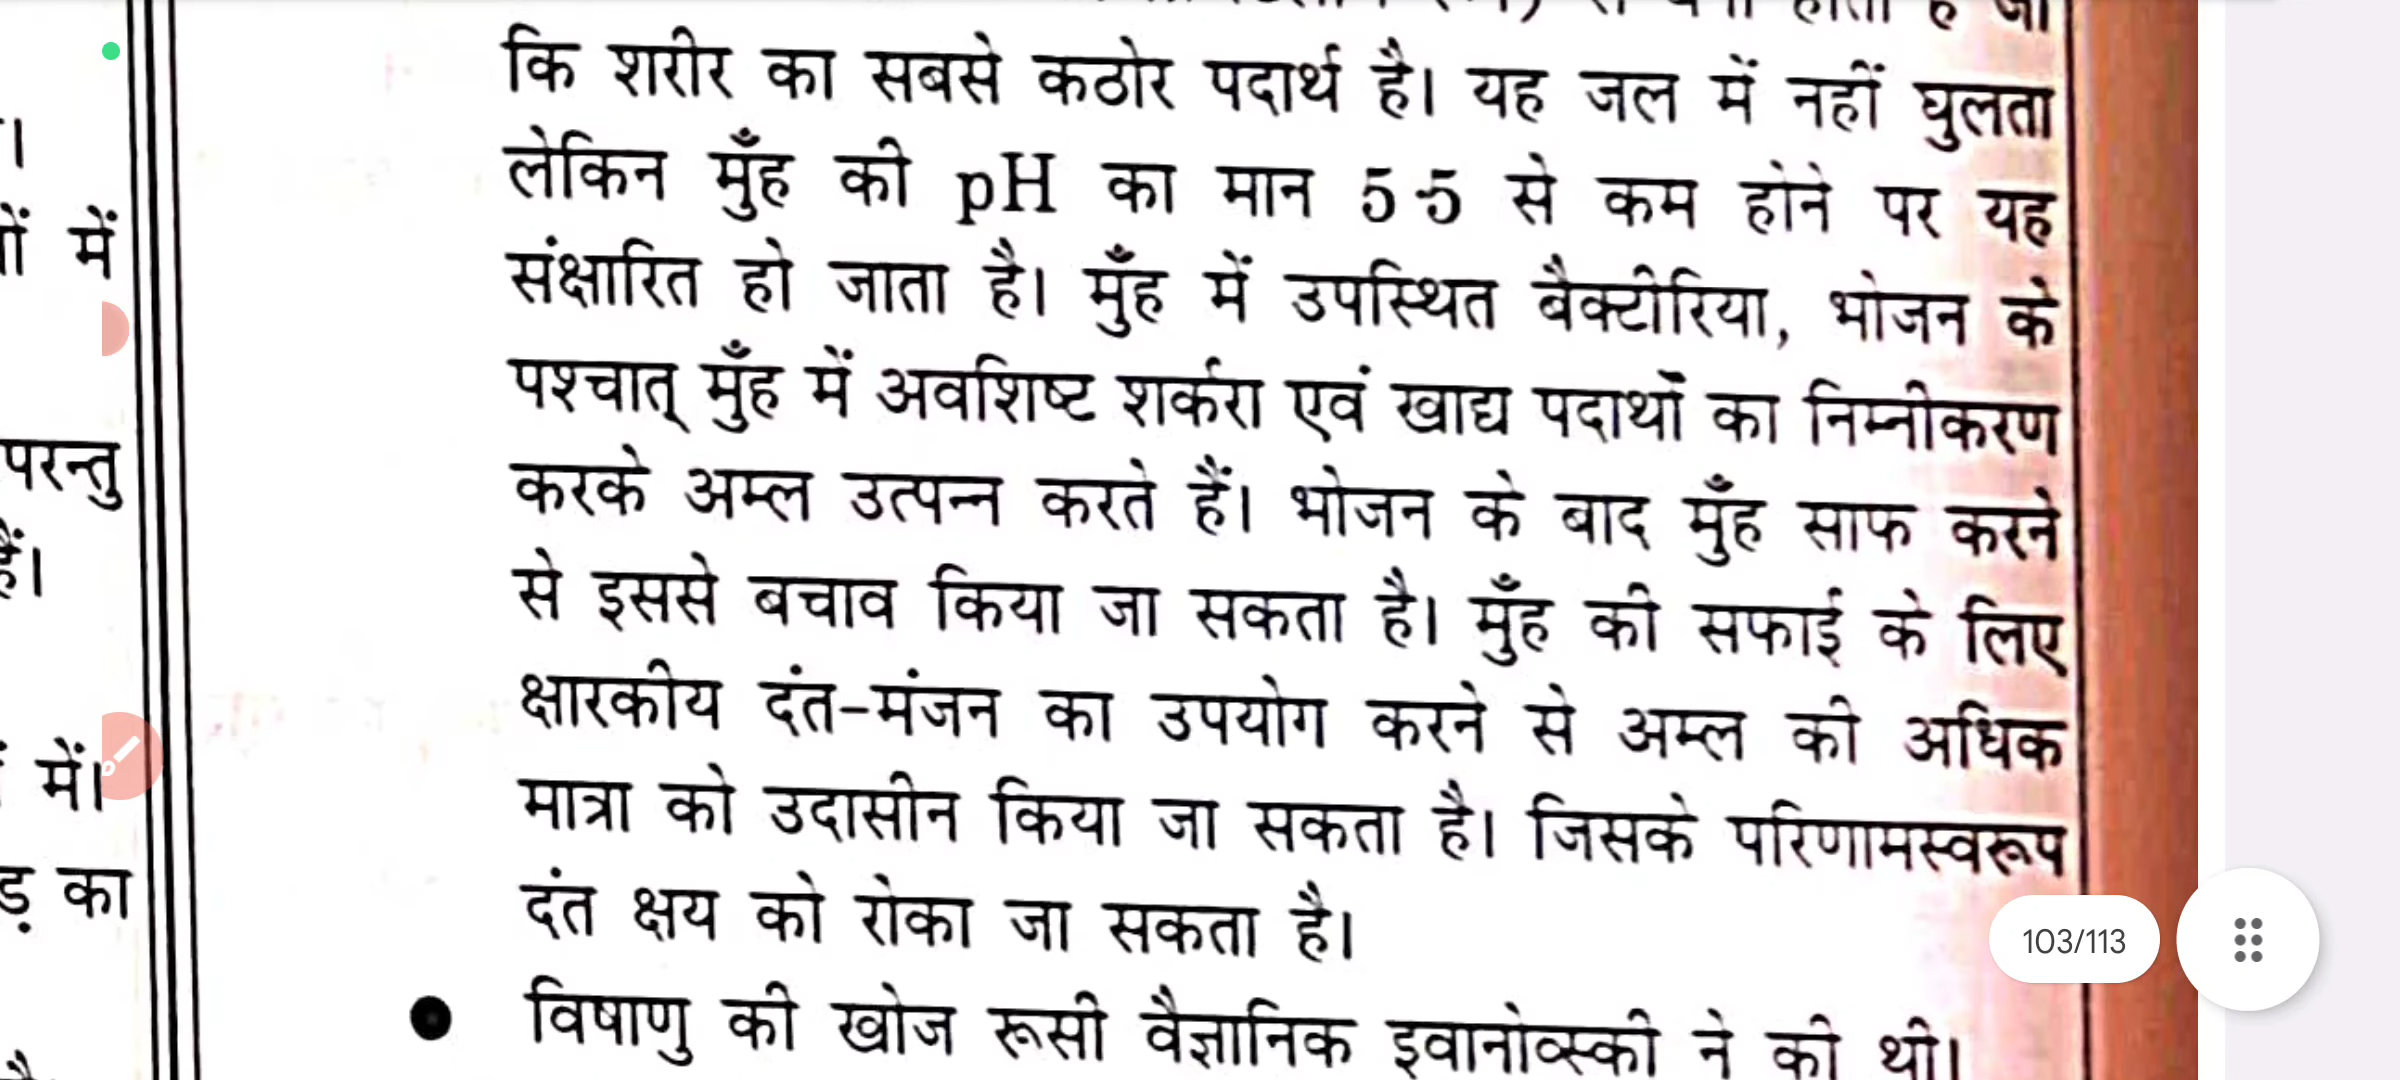 कि शरीर का सबसे कठोर पदार्थ है। यह जल में नहीं घुलता
लेकिन मुँह की pH का मान 5·5 से कम होने पर यह
संक्षारित हो जाता है। मुँह में उपस्थित बैक्टीरिया, भोजन के
पश्चात् मुँह में अवशिष्ट शर्करा एवं खाद्य पदार्थों का निम्नीकरण
करके अम्ल उत्पन्न करते हैं। भोजन के बाद मुँह साफ करने
से इससे बचाव किया जा सकता है। मुँह की सफाई के लिए
क्षारकीय दंत-मंजन का उपयोग करने से अम्ल की अधिक
मात्रा को उदासीन किया जा सकता है। जिसके परिणामस्वरूप
दंत क्षय को रोका जा सकता है।
● विषाणु की खोज रूसी वैज्ञानिक इवानोव्स्की ने की थी।
में
परन्तु
हैं।
में।
का
103/113